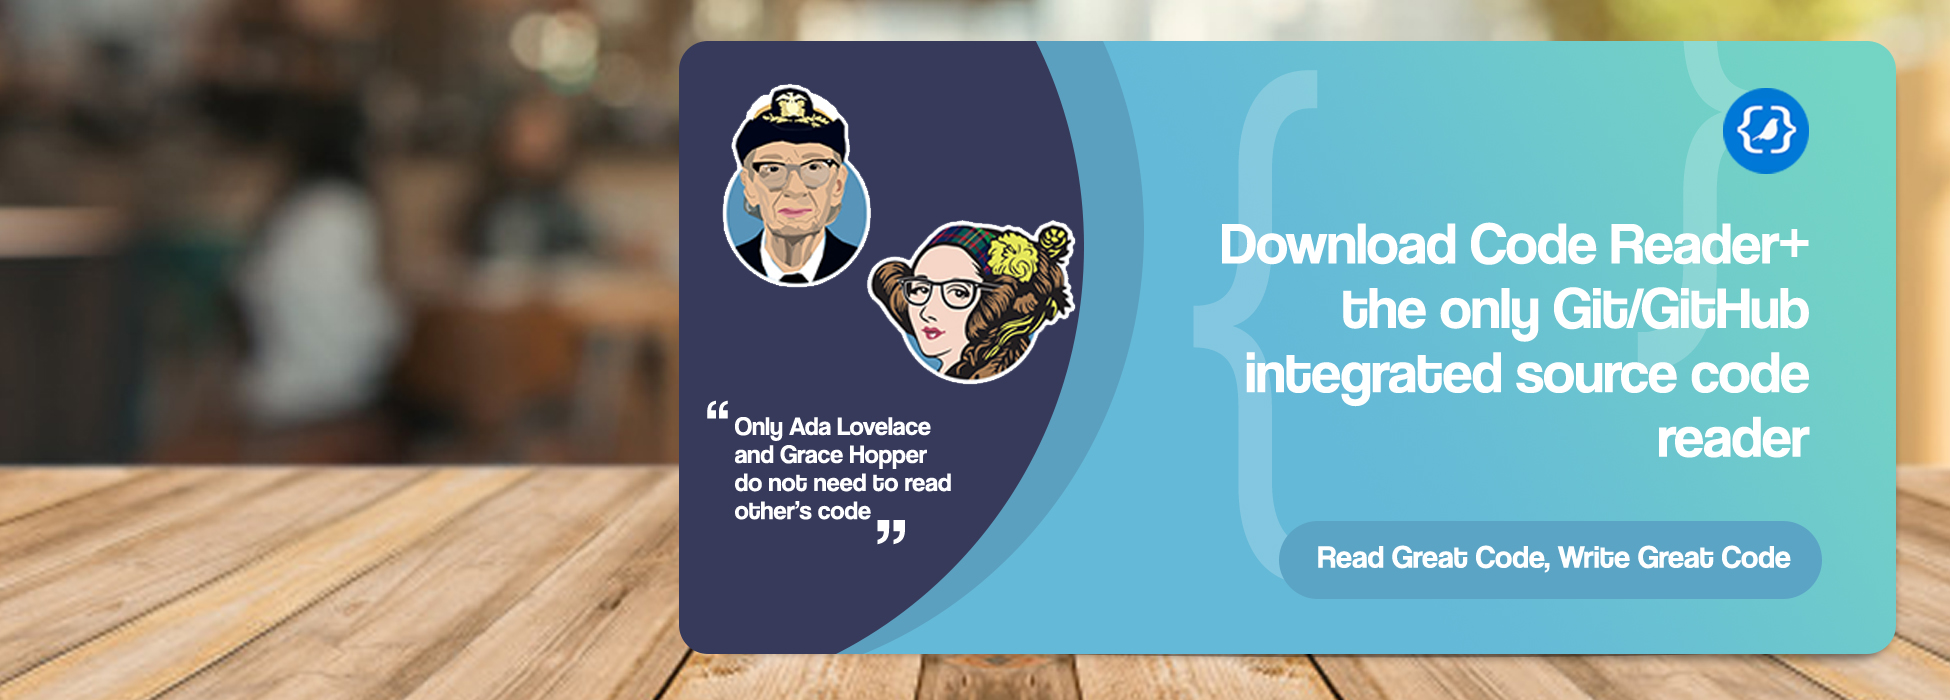 “ Only Ada Lovelace
and Grace Hopper
do not need to read
other’s code ”
Download Code Reader+
the only Git/GitHub
integrated source code
reader
Read Great Code, Write Great Code